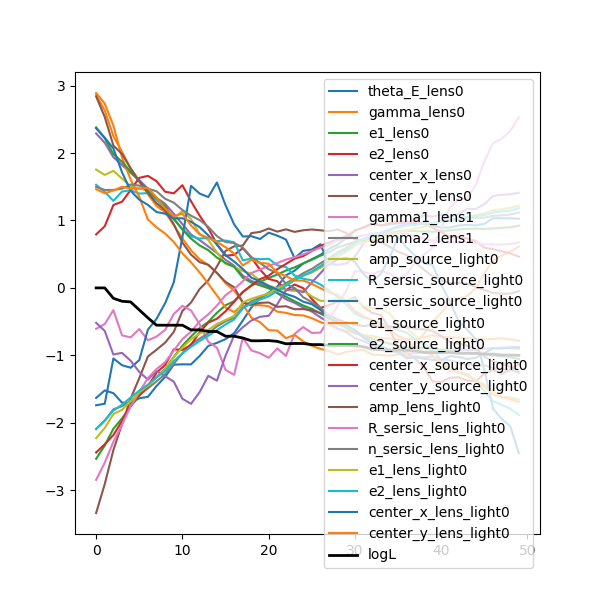 3
2
1
0
−1
−2
−3
0
10
20
30
40
50
theta_E_lens0
gamma_lens0
e1_lens0
e2_lens0
center_x_lens0
center_y_lens0
gamma1_lens1
gamma2_lens1
amp_source_light0
R_sersic_source_light0
n_sersic_source_light0
e1_source_light0
e2_source_light0
center_x_source_light0
center_y_source_light0
amp_lens_light0
R_sersic_lens_light0
n_sersic_lens_light0
e1_lens_light0
e2_lens_light0
center_x_lens_light0
center_y_lens_light0
logL